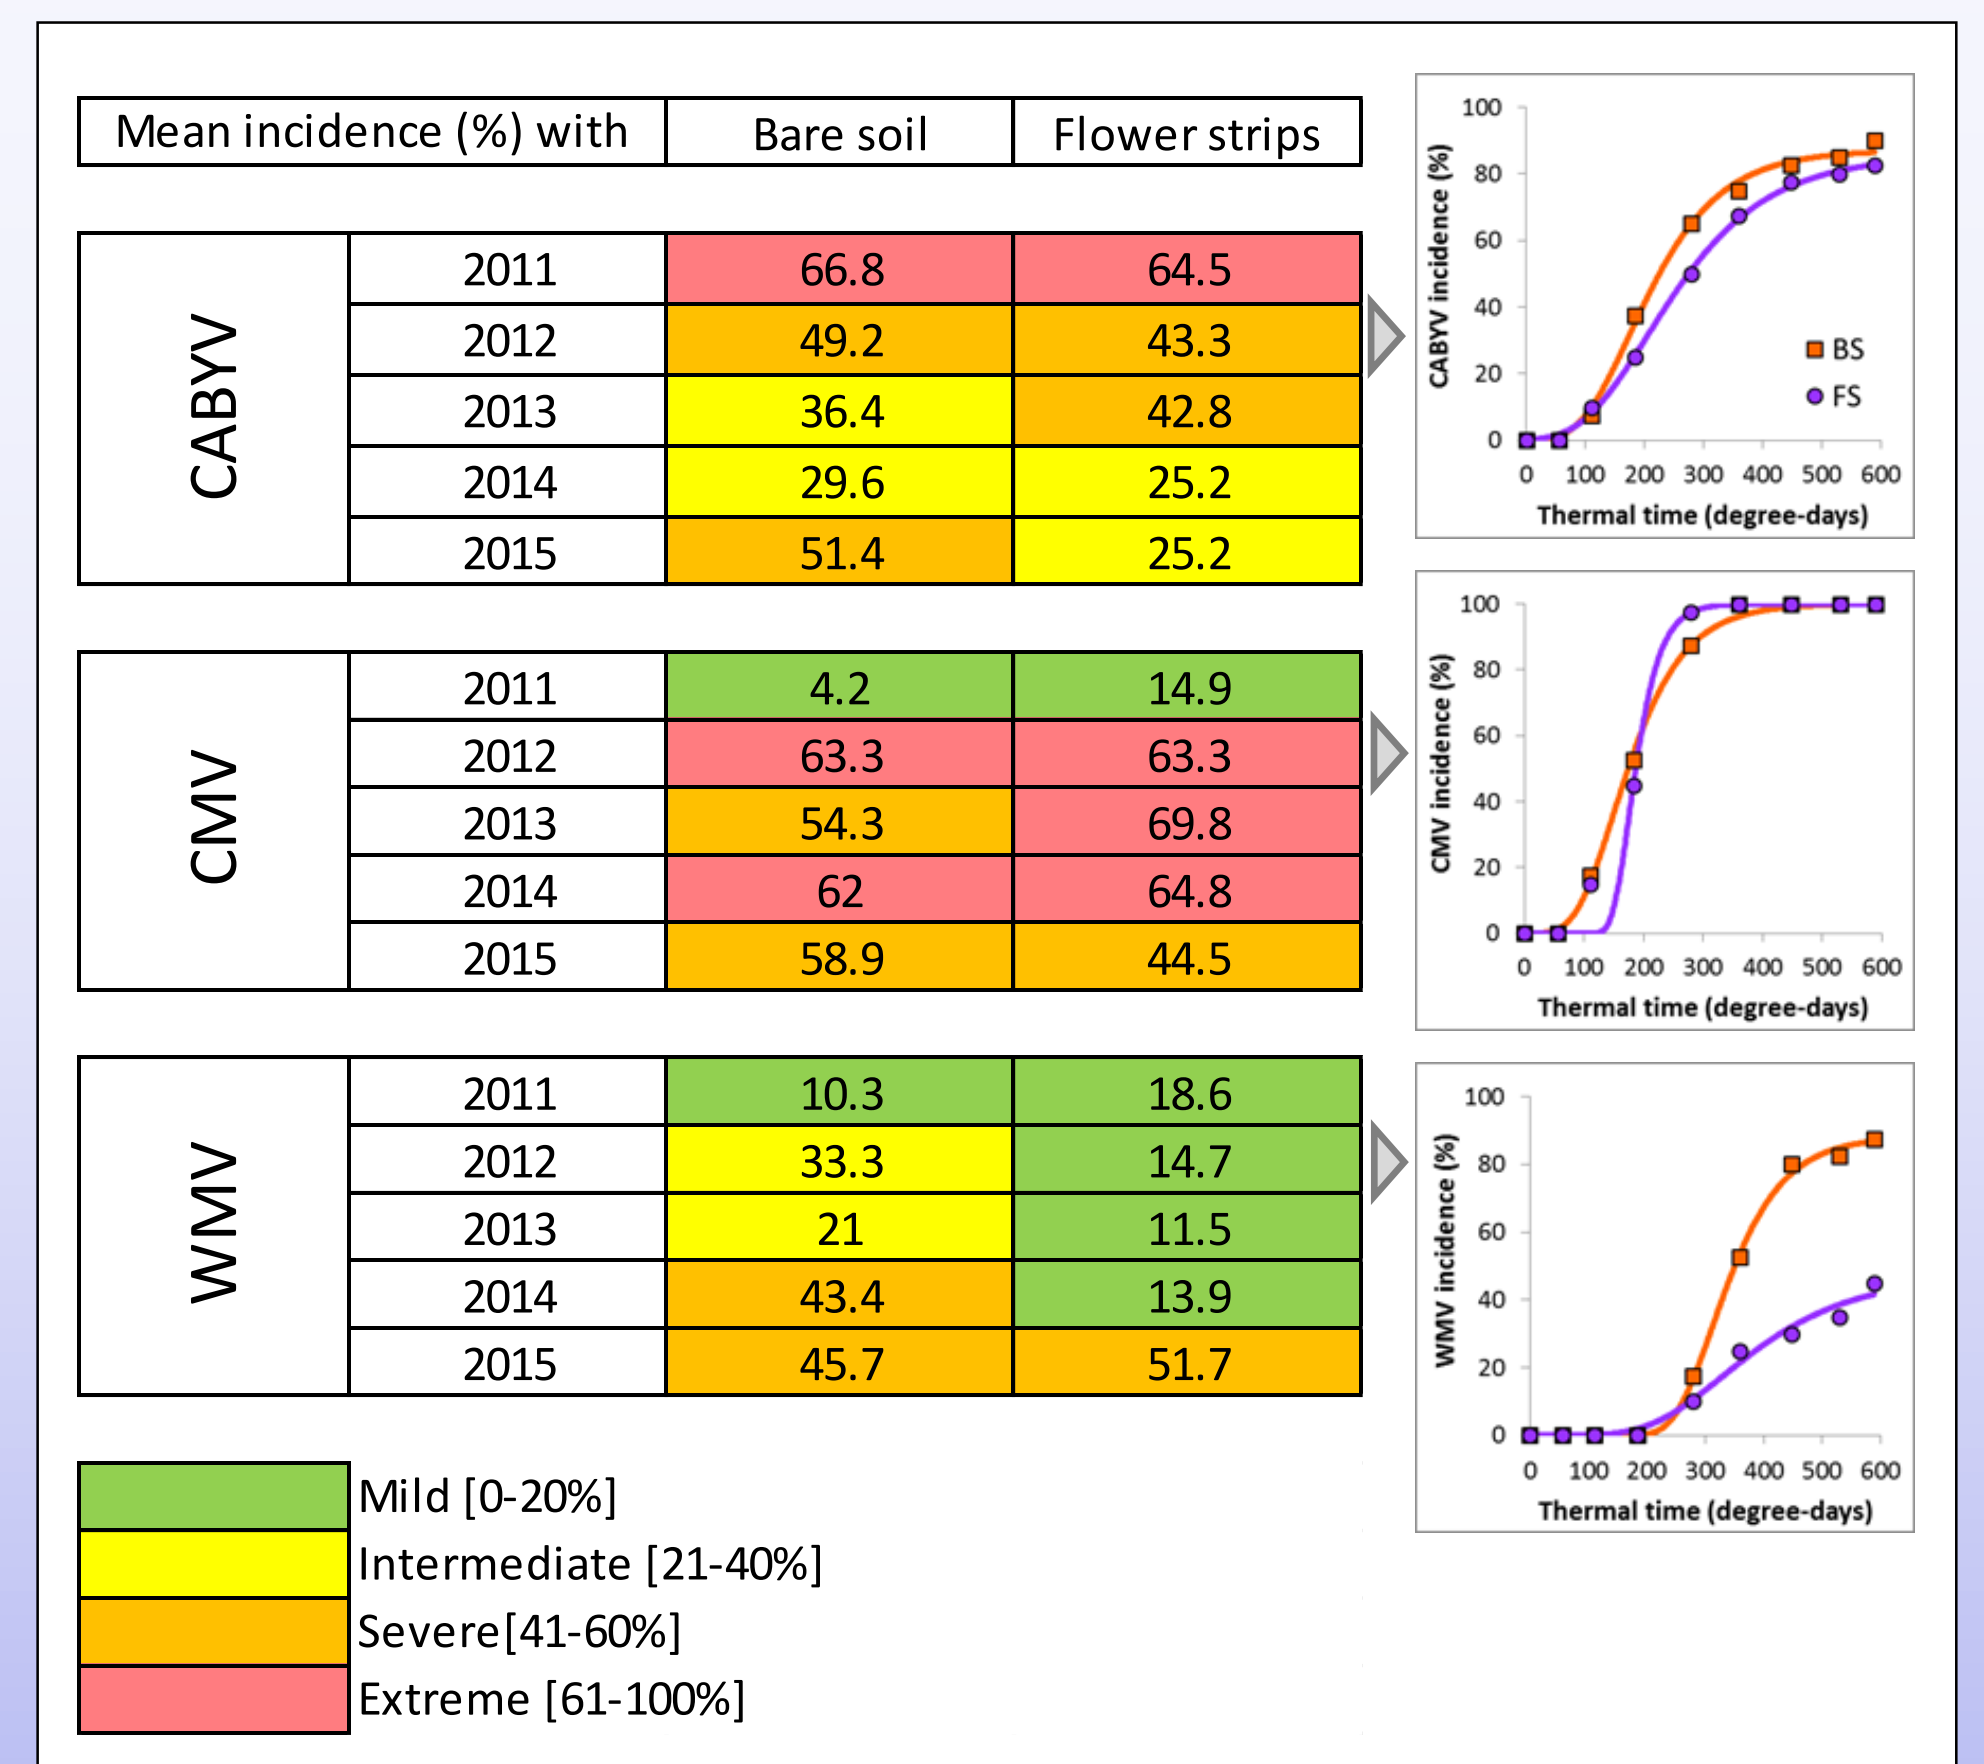 Mean incidence (%) with Bare soil Flower strips
CABYV
2011 66.8 64.5
2012 49.2 43.3
2013 36.4 42.8
2014 29.6 25.2
2015 51.4 25.2
CMV
2011 4.2 14.9
2012 63.3 63.3
2013 54.3 69.8
2014 62 64.8
2015 58.9 44.5
WMV
2011 10.3 18.6
2012 33.3 14.7
2013 21 11.5
2014 43.4 13.9
2015 45.7 51.7
Mild [0-20%]
Intermediate [21-40%]
Severe[41-60%]
Extreme [61-100%]
CABYV incidence (%)
100
80
60
40
20
0
BS
FS
0 100 200 300 400 500 600
Thermal time (degree-days)
CMV incidence (%)
100
80
60
40
20
0
0 100 200 300 400 500 600
Thermal time (degree-days)
WMV incidence (%)
100
80
60
40
20
0
0 100 200 300 400 500 600
Thermal time (degree-days)